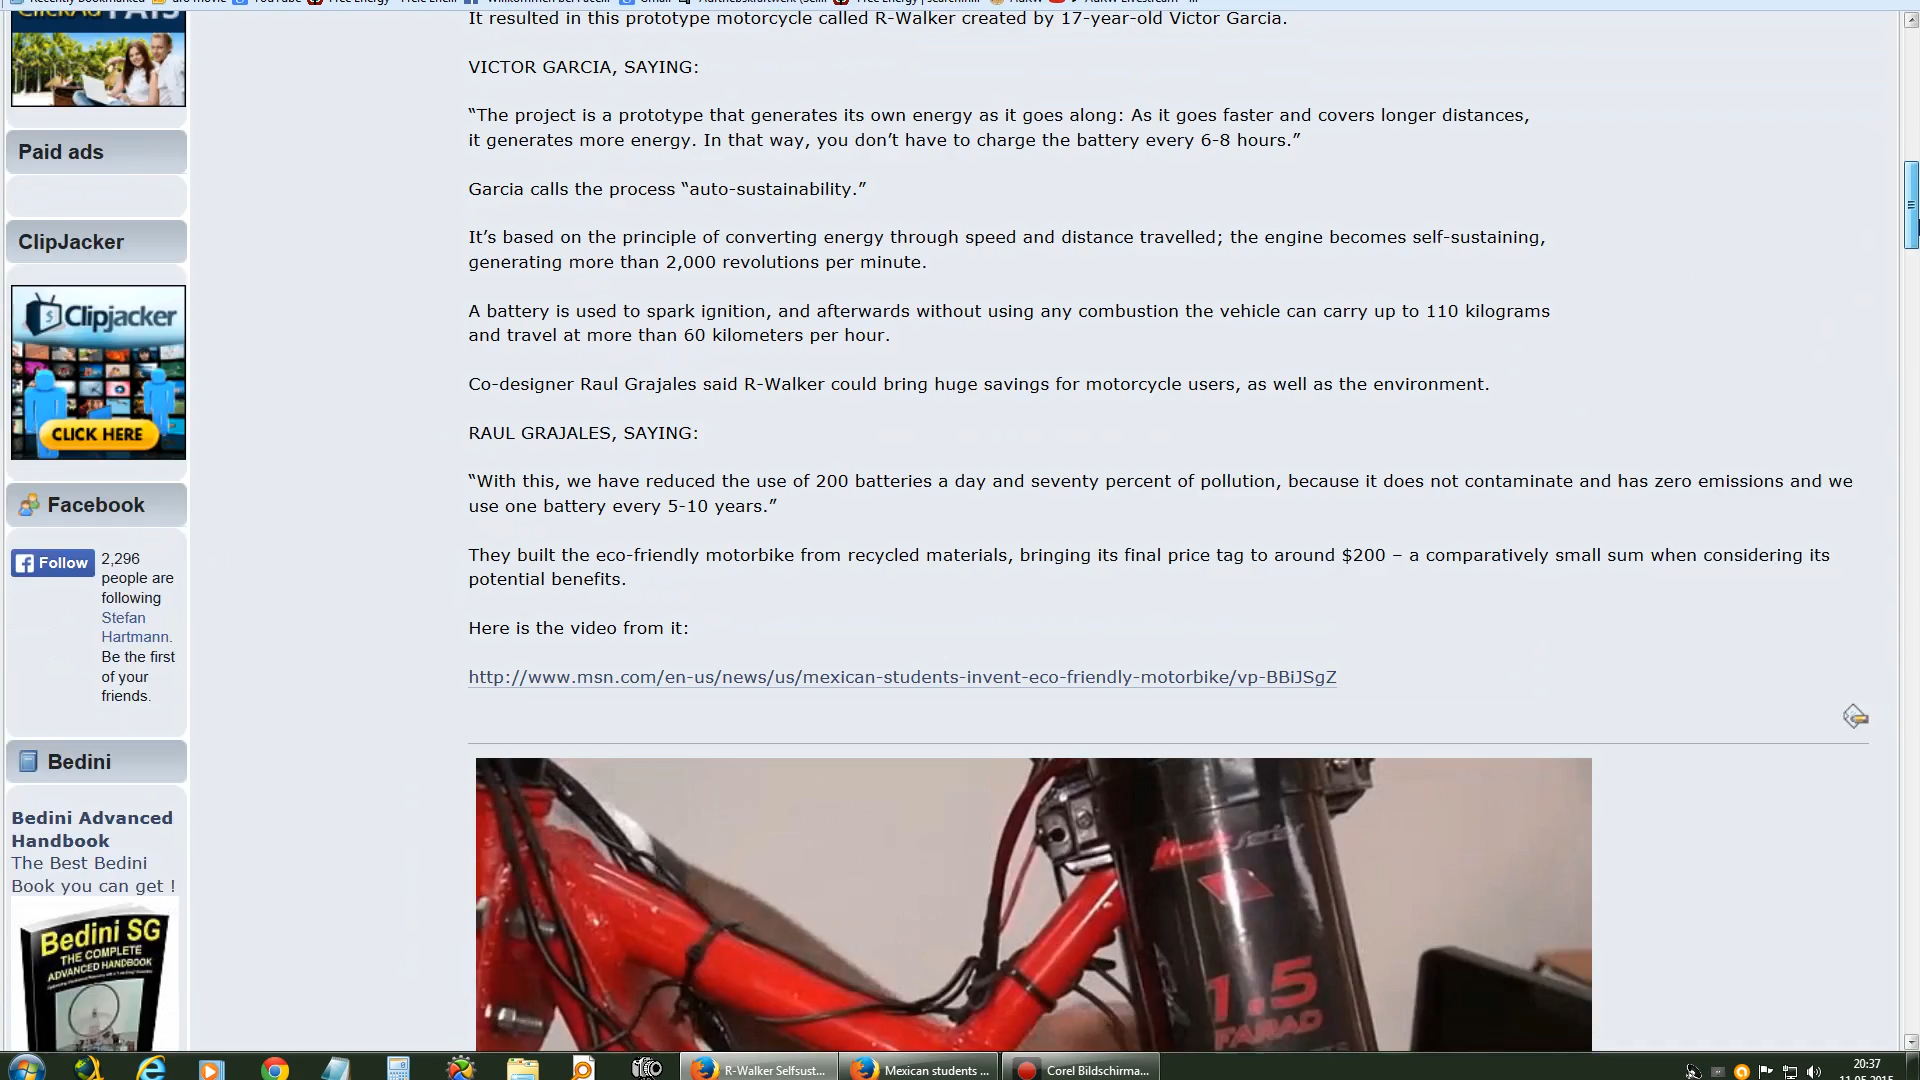 It resulted in this prototype motorcycle called R-Walker created by 17-year-old Victor Garcia.
VICTOR GARCIA, SAYING:
“The project is a prototype that generates its own energy as it goes along: As it goes faster and covers longer distances,
it generates more energy. In that way, you don’t have to charge the battery every 6-8 hours.”
Garcia calls the process “auto-sustainability.”
It’s based on the principle of converting energy through speed and distance travelled; the engine becomes self-sustaining,
generating more than 2,000 revolutions per minute.
A battery is used to spark ignition, and afterwards without using any combustion the vehicle can carry up to 110 kilograms
and travel at more than 60 kilometers per hour.
Co-designer Raul Grajales said R-Walker could bring huge savings for motorcycle users, as well as the environment.
RAUL GRAJALES, SAYING:
“With this, we have reduced the use of 200 batteries a day and seventy percent of pollution, because it does not contaminate and has zero emissions and we
use one battery every 5-10 years.”
They built the eco-friendly motorbike from recycled materials, bringing its final price tag to around $200 – a comparatively small sum when considering its
potential benefits.
Here is the video from it:
http://www.msn.com/en-us/news/us/mexican-students-invent-eco-friendly-motorbike/vp-BBiJSgZ
Paid ads
ClipJacker
Clipjacker
CLICK HERE
Facebook
Follow
2,296
people are
following
Stefan
Hartmann.
Be the first
of your
friends.
Bedini
Bedini Advanced
Handbook
The Best Bedini
Book you can get !
Bedini SG
THE COMPLETE
ADVANCED HANDBOOK
1.5
FARAD
R-Walker Selfsust...
Mexican students ...
Corel Bildschirma...
20:37
11.05.2015